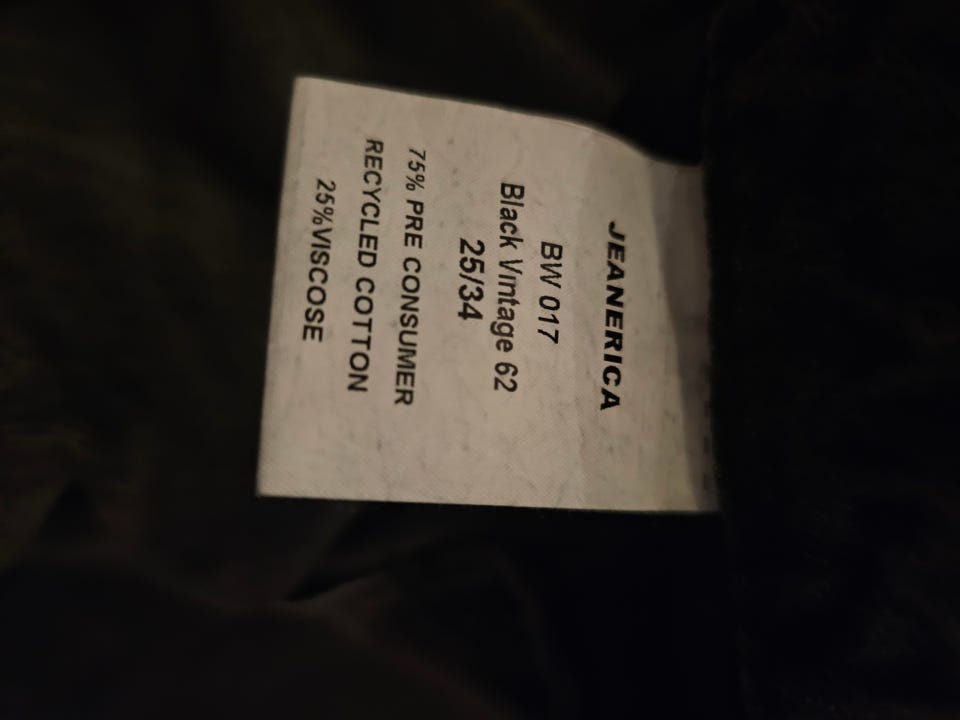 JEANERICA
BW 017
Black Vintage 62
25/34
75% PRE CONSUMER
RECYCLED COTTON
25%VISCOSE